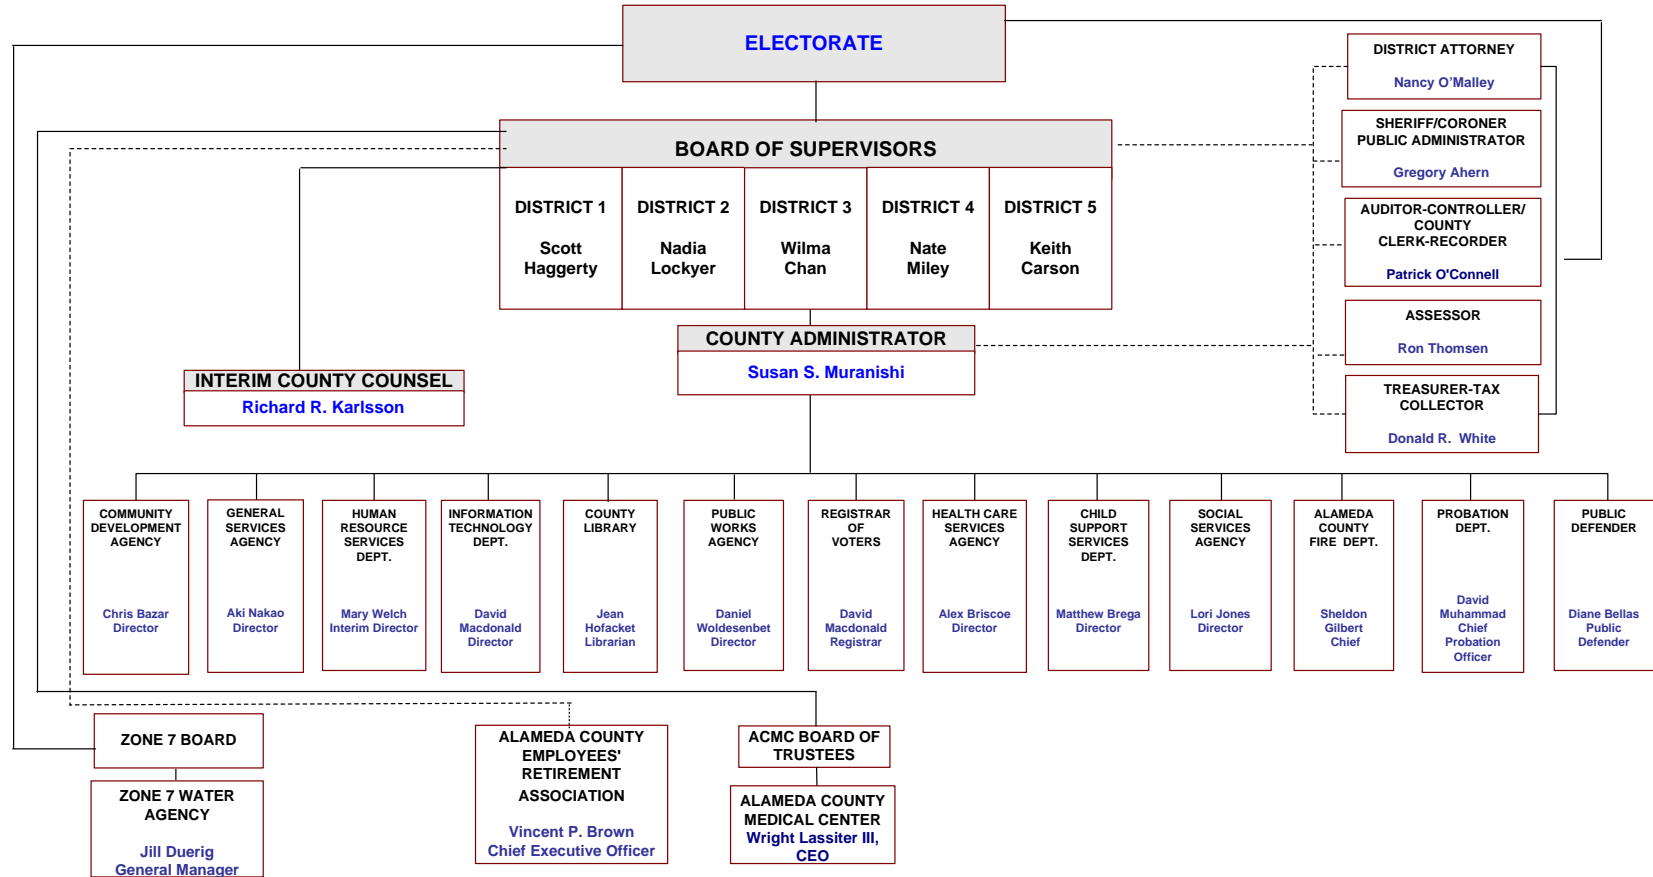 ELECTORATE
DISTRICT ATTORNEY
Nancy O’Malley
SHERIFF/CORONER
PUBLIC ADMINISTRATOR
Gregory Ahern
AUDITOR-CONTROLLER/
COUNTY
CLERK-RECORDER
Patrick O'Connell
ASSESSOR
Ron Thomsen
TREASURER-TAX
COLLECTOR
Donald R. White
BOARD OF SUPERVISORS
DISTRICT 1
Scott
Haggerty
DISTRICT 2
Nadia
Lockyer
DISTRICT 3
Wilma
Chan
DISTRICT 4
Nate
Miley
DISTRICT 5
Keith
Carson
COUNTY ADMINISTRATOR
Susan S. Muranishi
INTERIM COUNTY COUNSEL
Richard R. Karlsson
COMMUNITY
DEVELOPMENT
AGENCY
Chris Bazar
Director
GENERAL
SERVICES
AGENCY
Aki Nakao
Director
HUMAN
RESOURCE
SERVICES
DEPT.
Mary Welch
Interim Director
INFORMATION
TECHNOLOGY
DEPT.
David
Macdonald
Director
COUNTY
LIBRARY
Jean
Hofacket
Librarian
PUBLIC
WORKS
AGENCY
Daniel
Woldesenbet
Director
REGISTRAR
OF
VOTERS
David
Macdonald
Registrar
HEALTH CARE
SERVICES
AGENCY
Alex Briscoe
Director
CHILD
SUPPORT
SERVICES
DEPT.
Matthew Brega
Director
SOCIAL
SERVICES
AGENCY
Lori Jones
Director
ALAMEDA
COUNTY
FIRE DEPT.
Sheldon
Gilbert
Chief
PROBATION
DEPT.
David
Muhammad
Chief
Probation
Officer
PUBLIC
DEFENDER
Diane Bellas
Public
Defender
ZONE 7 BOARD
ZONE 7 WATER
AGENCY
Jill Duerig
General Manager
ALAMEDA COUNTY
EMPLOYEES'
RETIREMENT
ASSOCIATION
Vincent P. Brown
Chief Executive Officer
ACMC BOARD OF
TRUSTEES
ALAMEDA COUNTY
MEDICAL CENTER
Wright Lassiter III,
CEO